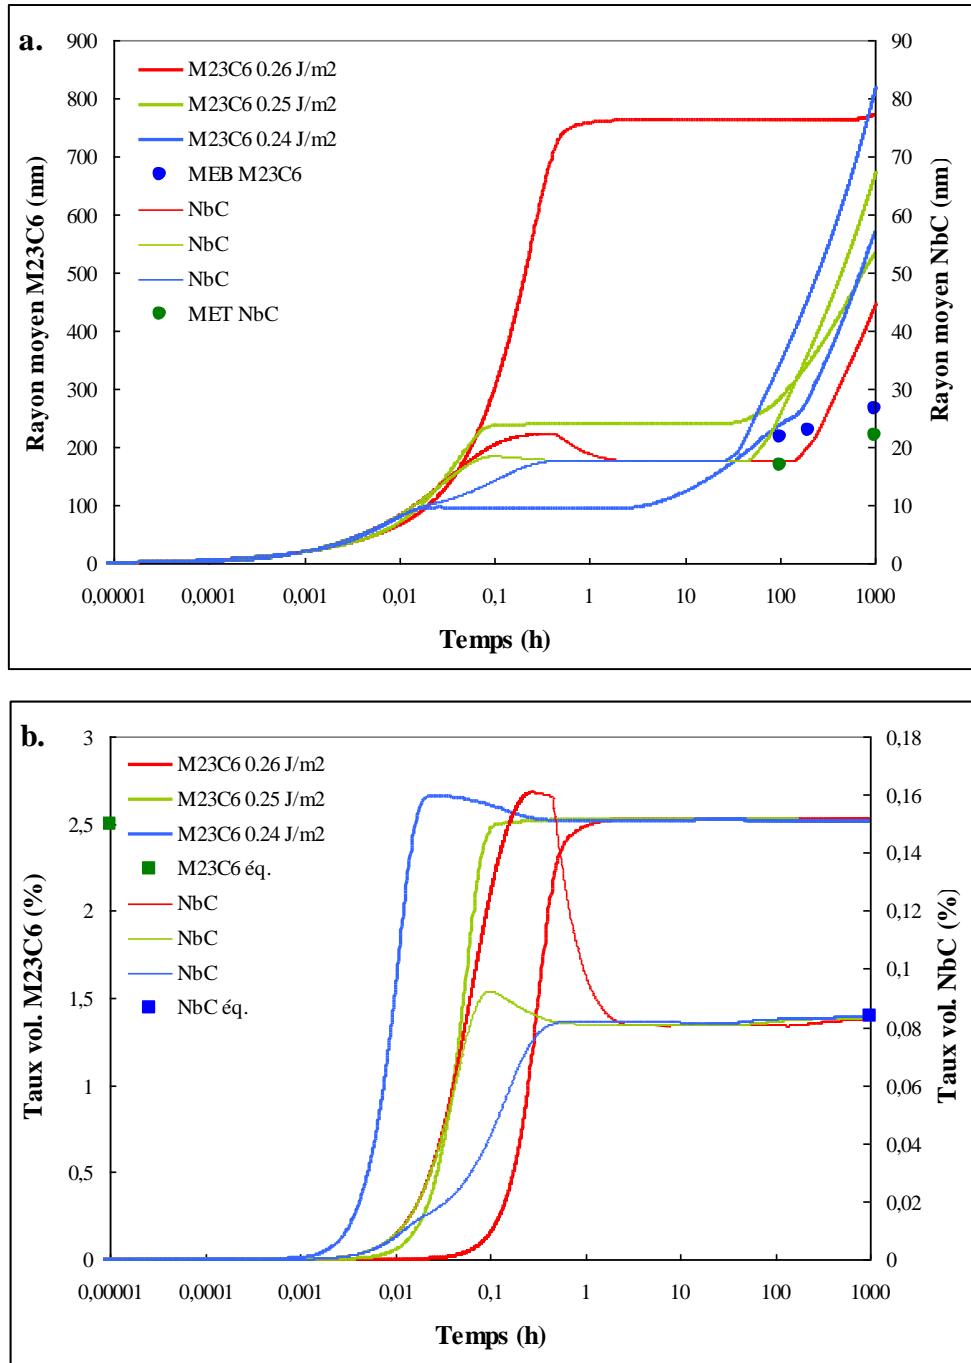 a.
900
800
700
600
500
400
300
200
100
0
Rayon moyen M23C6 (nm)
M23C6 0.26 J/m2
M23C6 0.25 J/m2
M23C6 0.24 J/m2
MEB M23C6
NbC
NbC
NbC
MET NbC
90
80
70
60
50
40
30
20
10
0
Rayon moyen NbC (nm)
0,00001 0,0001 0,001 0,01 0,1 1 10 100 1000
Temps (h)
b.
3
2,5
2
1,5
1
0,5
0
Taux vol. M23C6 (%)
M23C6 0.26 J/m2
M23C6 0.25 J/m2
M23C6 0.24 J/m2
M23C6 éq.
NbC
NbC
NbC
NbC éq.
0,18
0,16
0,14
0,12
0,1
0,08
0,06
0,04
0,02
0
Taux vol. NbC (%)
0,00001 0,0001 0,001 0,01 0,1 1 10 100 1000
Temps (h)